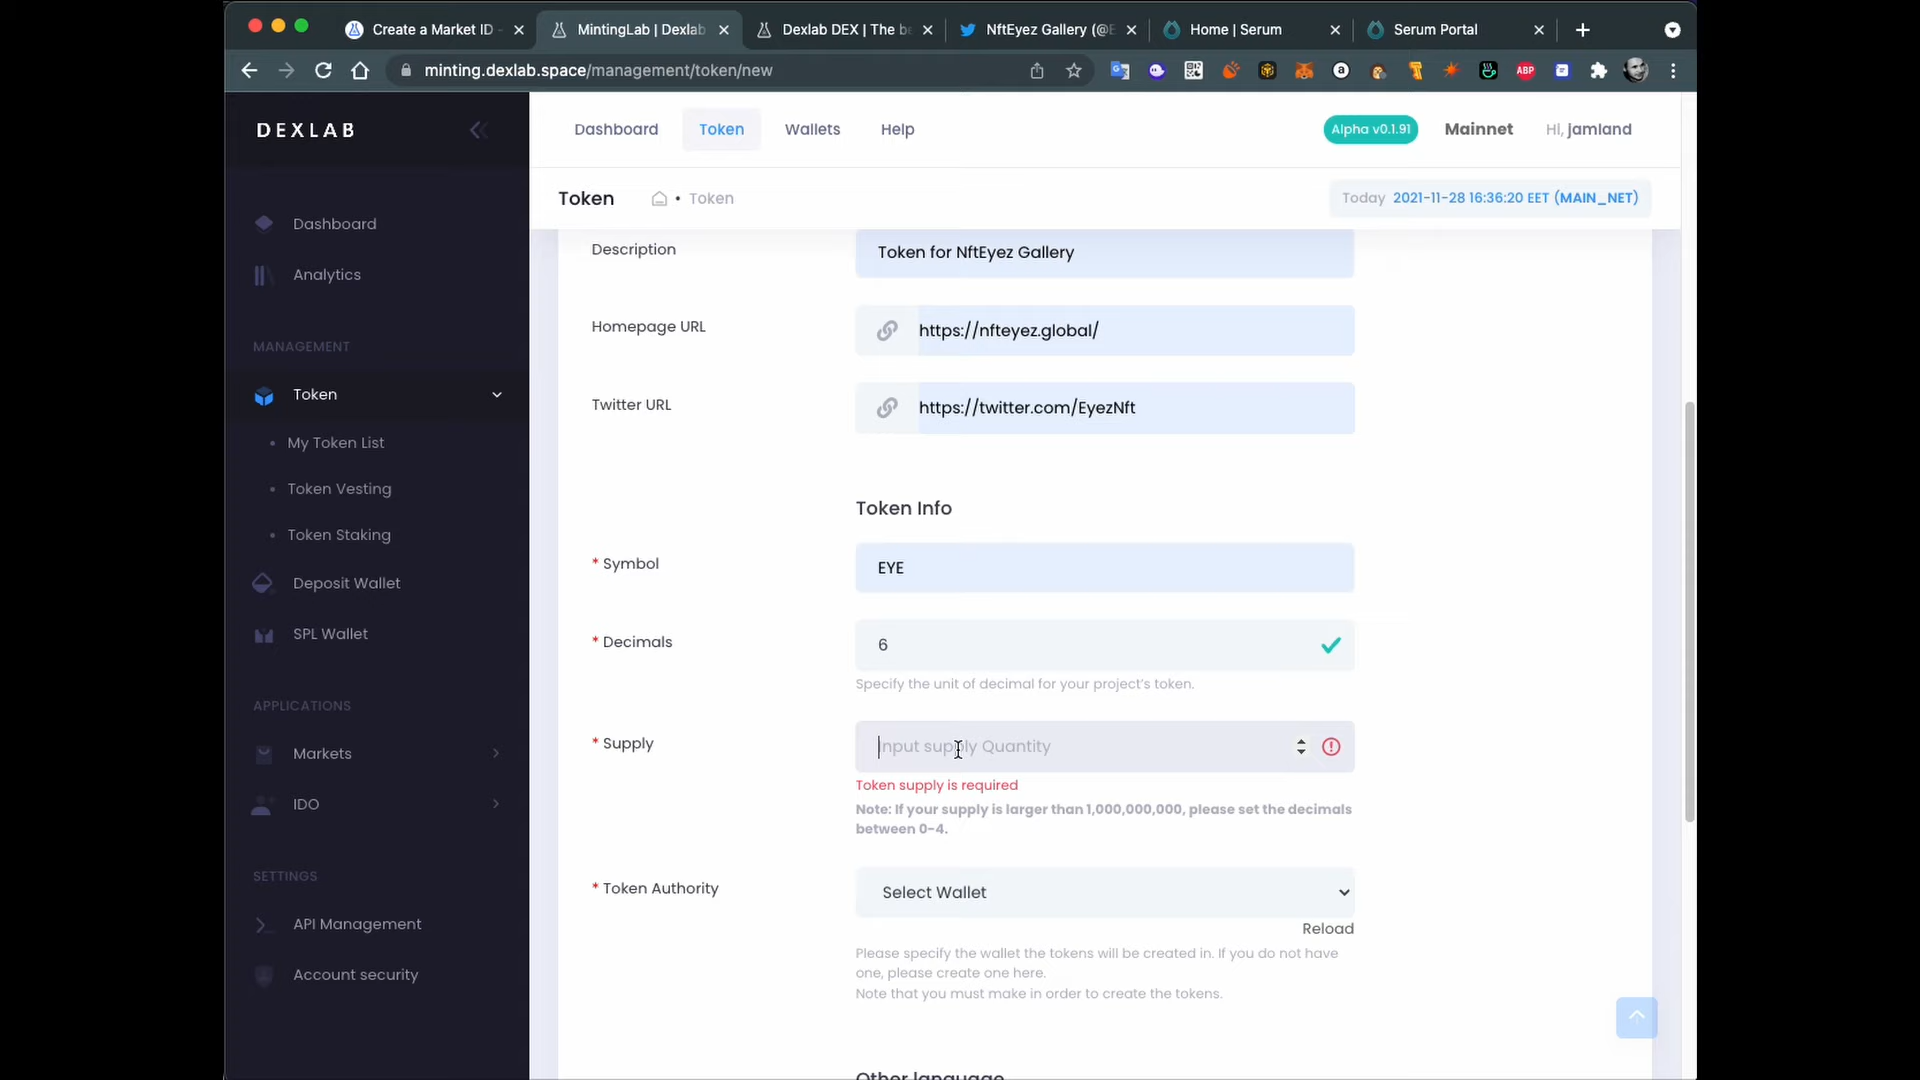 Create a Market ID -
MintingLab | Dexlab
Dexlab DEX | The be
NftEyez Gallery (@E
Home | Serum
Serum Portal
minting.dexlab.space/management/token/new
ABP
DEXLAB
Dashboard
Token
Wallets
Help
Alpha v0.1.91
Mainnet
Hi, jamland
Token
Token
Today 2021-11-28 16:36:20 EET (MAIN_NET)
Dashboard
Analytics
MANAGEMENT
Token
My Token List
Token Vesting
Token Staking
Deposit Wallet
SPL Wallet
APPLICATIONS
Markets
IDO
SETTINGS
API Management
Account security
Description
Token for NftEyez Gallery
Homepage URL
https://nfteyez.global/
Twitter URL
https://twitter.com/EyezNft
Token Info
* Symbol
EYE
* Decimals
6
Specify the unit of decimal for your project's token.
* Supply
Input supply Quantity
Token supply is required
Note: If your supply is larger than 1,000,000,000, please set the decimals
between 0-4.
* Token Authority
Select Wallet
Reload
Please specify the wallet the tokens will be created in. If you do not have
one, please create one here.
Note that you must make in order to create the tokens.
Other language